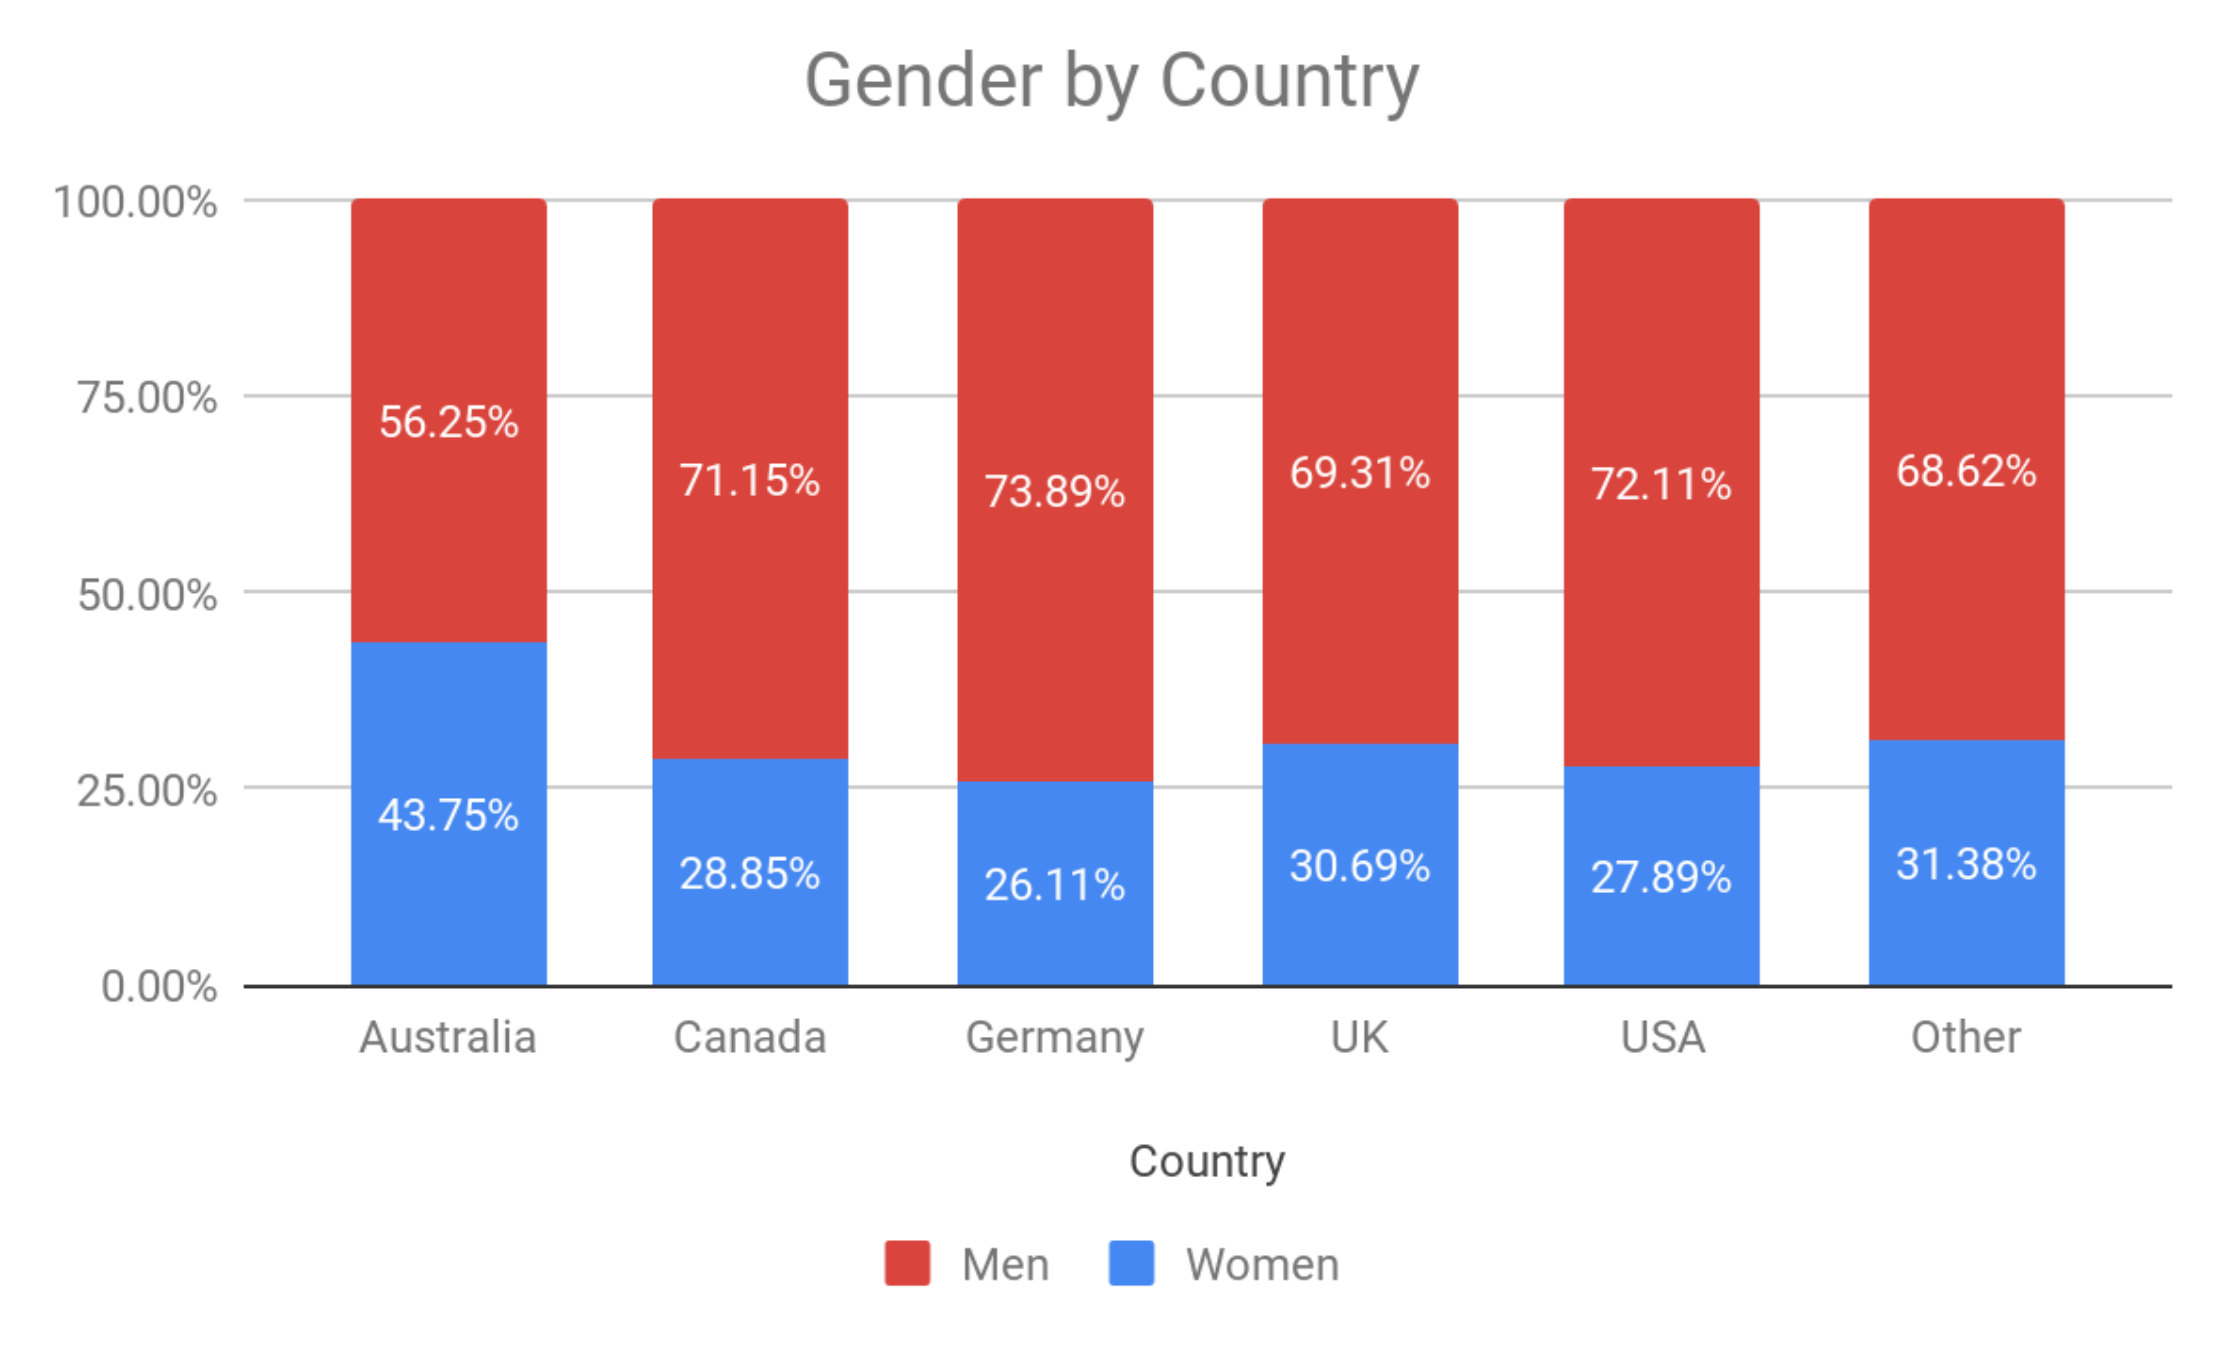 Gender by Country
100.00%
75.00%
50.00%
25.00%
0.00%
56.25%
71.15%
73.89%
69.31%
72.11%
68.62%
43.75%
28.85%
26.11%
30.69%
27.89%
31.38%
Australia
Canada
Germany
UK
USA
Other
Country
Men
Women